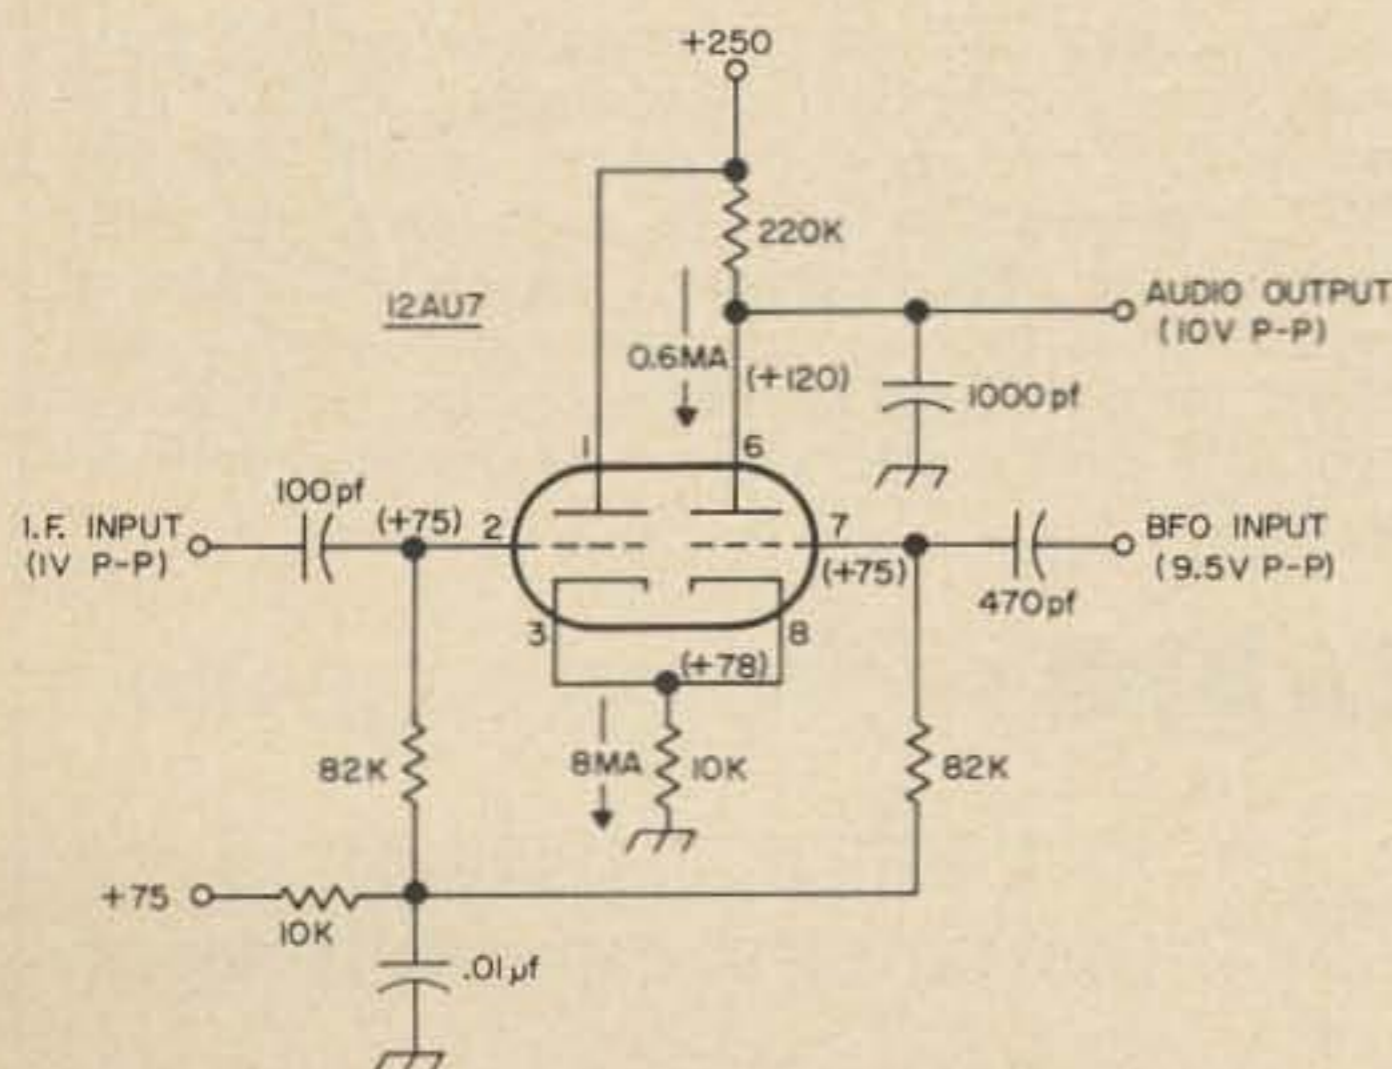 +250
220K
12AU7
AUDIO OUTPUT
(10V P-P)
0.6MA
(+120)
1000pf
1
6
100pf
I.F. INPUT
(1V P-P)
(+75)
2
7
(+75)
BFO INPUT
(9.5V P-P)
470pf
3
8
(+78)
82K
8MA
10K
82K
+75
10K
.01µf